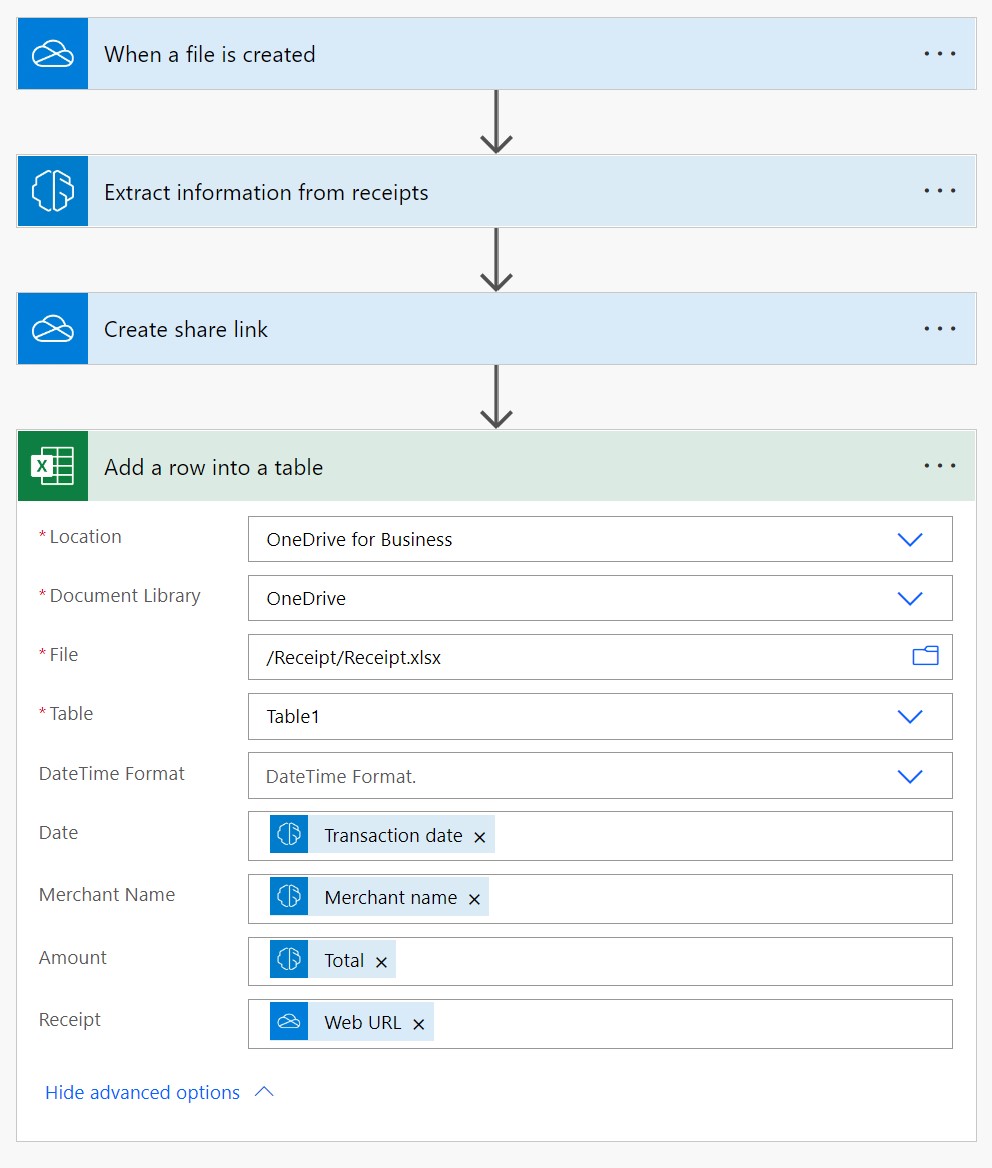 When a file is created
Extract information from receipts
Create share link
Add a row into a table
* Location
OneDrive for Business
* Document Library
OneDrive
* File
/Receipt/Receipt.xlsx
* Table
Table1
DateTime Format
DateTime Format.
Date
Transaction date ×
Merchant Name
Merchant name ×
Amount
Total ×
Receipt
Web URL ×
Hide advanced options